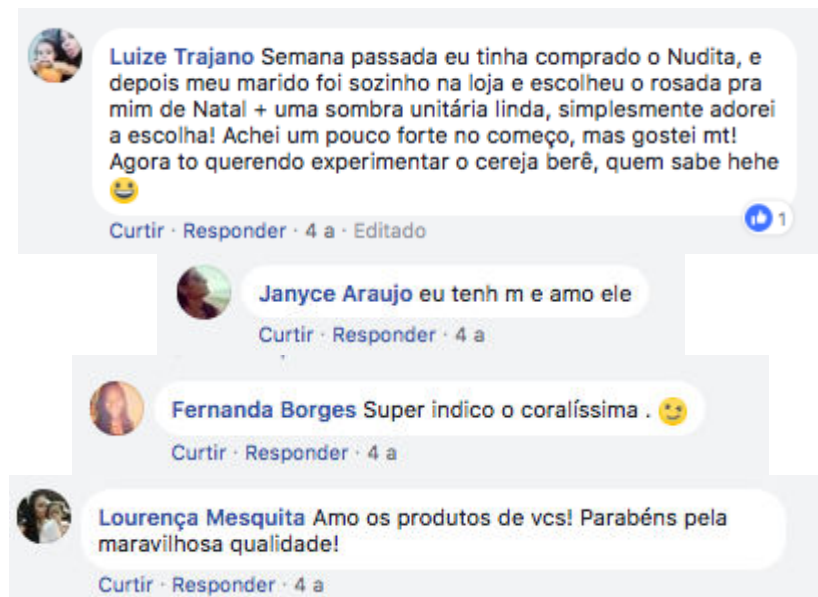 Luize Trajano Semana passada eu tinha comprado o Nudita, e
depois meu marido foi sozinho na loja e escolheu o rosada pra
mim de Natal + uma sombra unitária linda, simplesmente adorei
a escolha! Achei um pouco forte no começo, mas gostei mt!
Agora to querendo experimentar o cereja berê, quem sabe hehe
😀
1
Curtir · Responder · 4 a · Editado
Janyce Araujo eu tenh m e amo ele
Curtir · Responder · 4 a
Fernanda Borges Super indico o coralíssima . 😉
Curtir · Responder · 4 a
Lourença Mesquita Amo os produtos de vcs! Parabéns pela
maravilhosa qualidade!
Curtir · Responder · 4 a